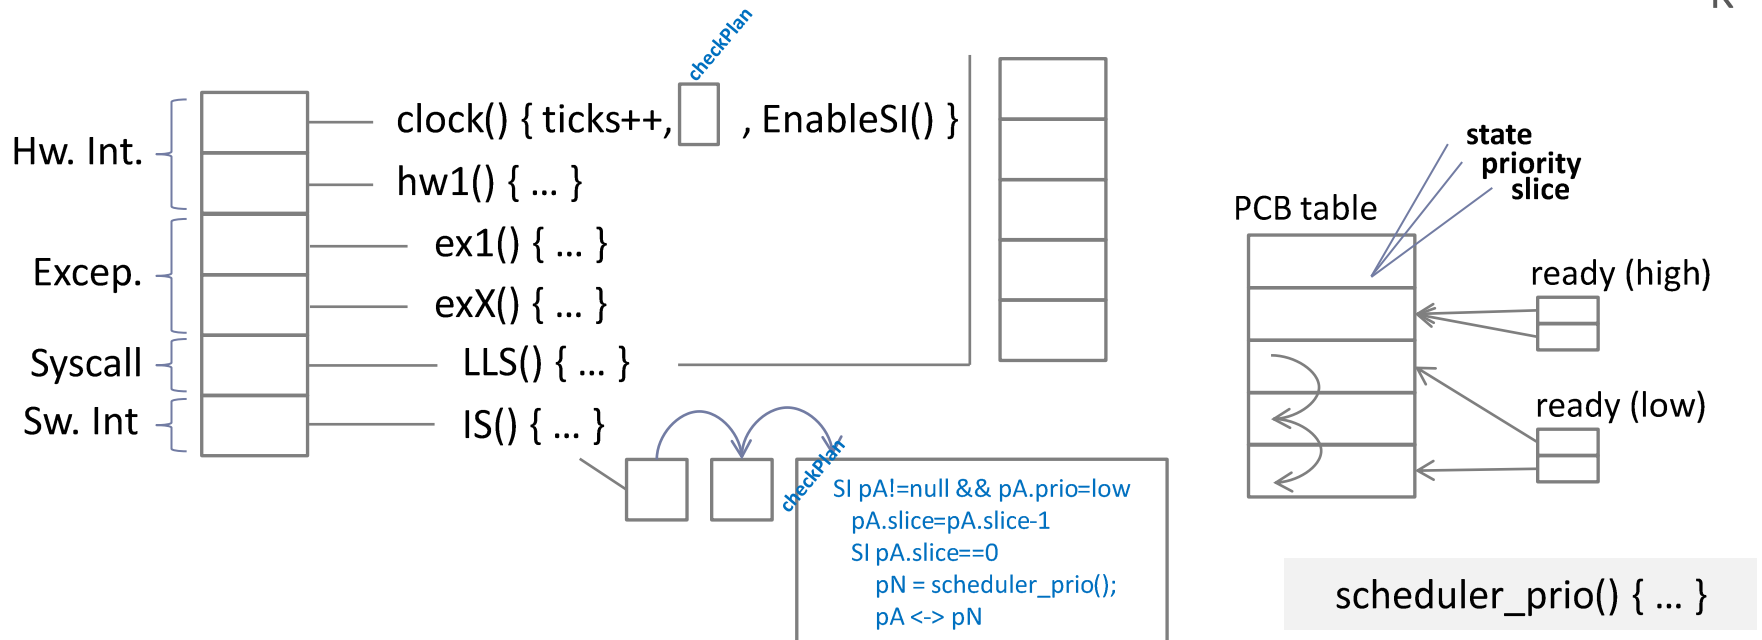 K
checkPlan
Hw. Int.
clock() { ticks++, , EnableSI() }
hw1() { ... }
Excep.
ex1() { ... }
exX() { ... }
Syscall
LLS() { ... }
Sw. Int
IS() { ... }
checkPlan
SI pA!=null && pA.prio=low
pA.slice=pA.slice-1
SI pA.slice==0
pN = scheduler_prio();
pA <-> pN
state
priority
slice
PCB table
ready (high)
ready (low)
scheduler_prio() { ... }